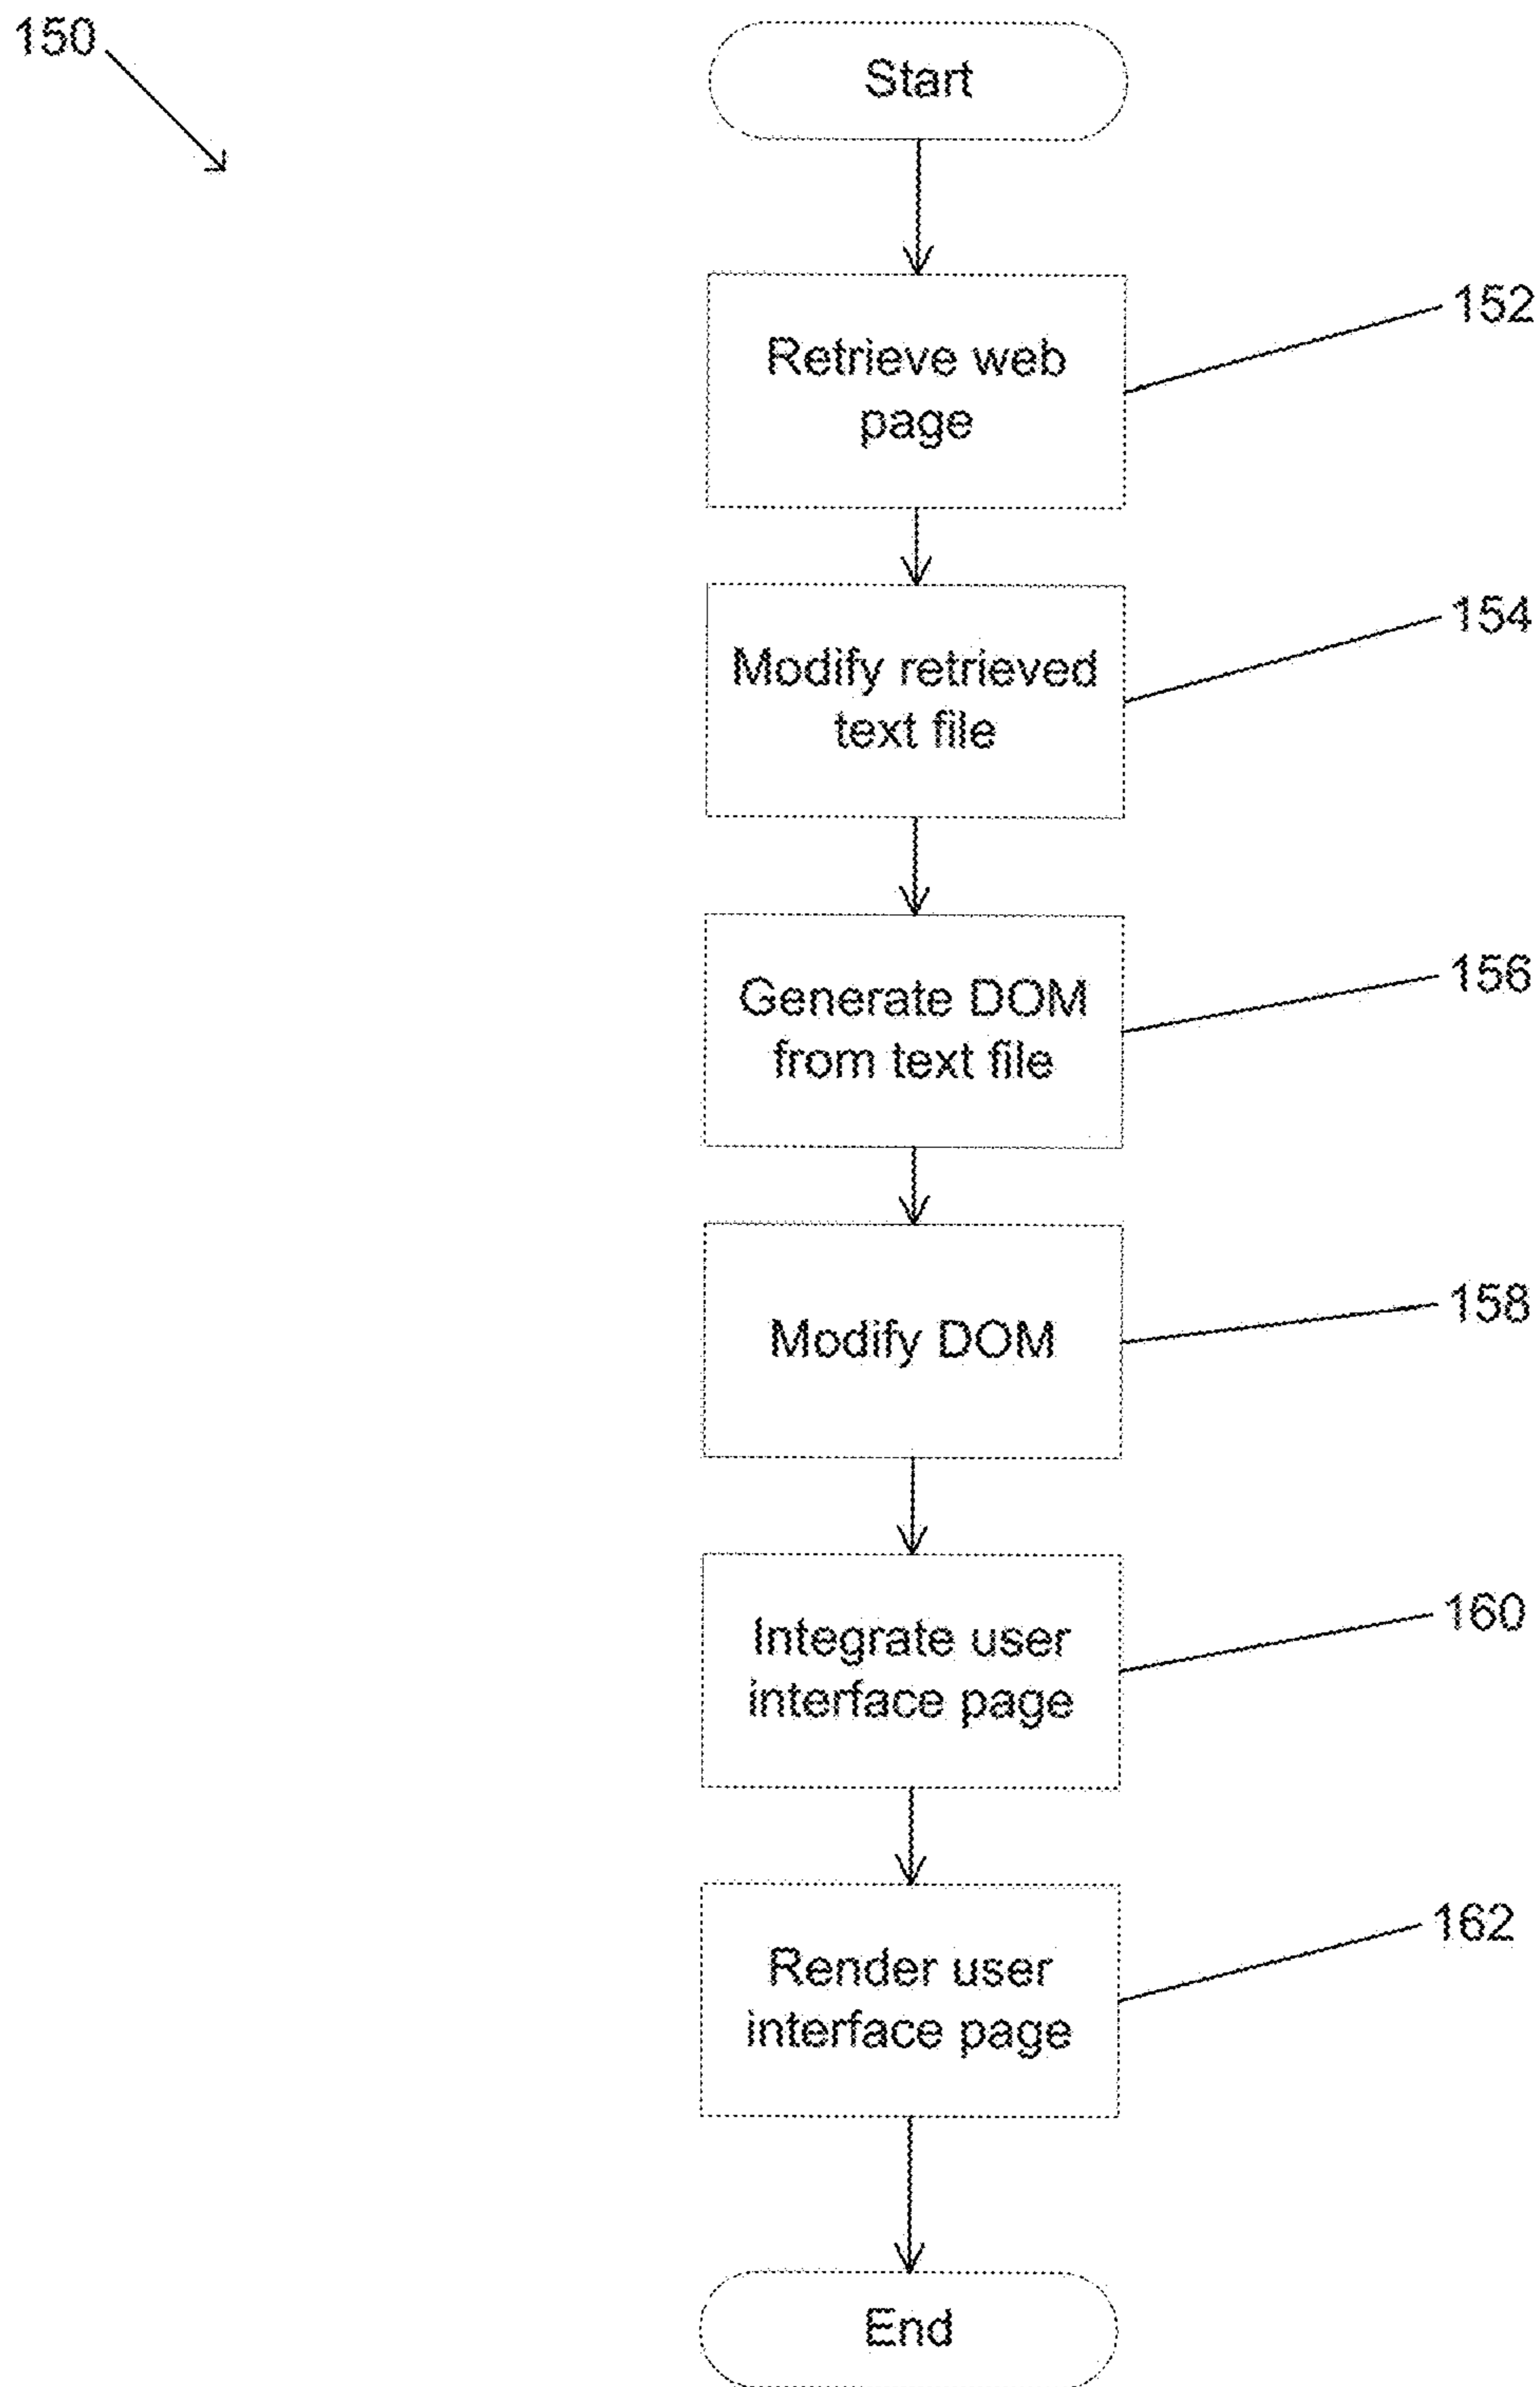 150
Start
Retrieve web
page
152
Modify retrieved
text file
154
Generate DOM
from text file
156
Modify DOM
158
Integrate user
interface page
160
Render user
interface page
162
End